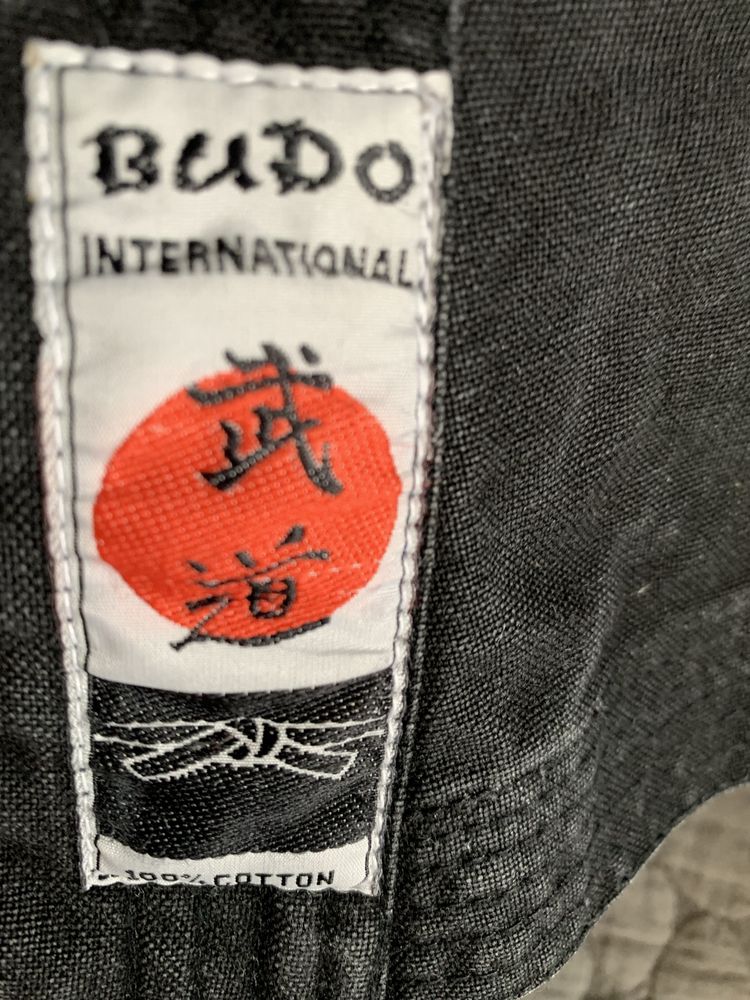 BUDO
INTERNATIONAL
武
道
100% COTTON